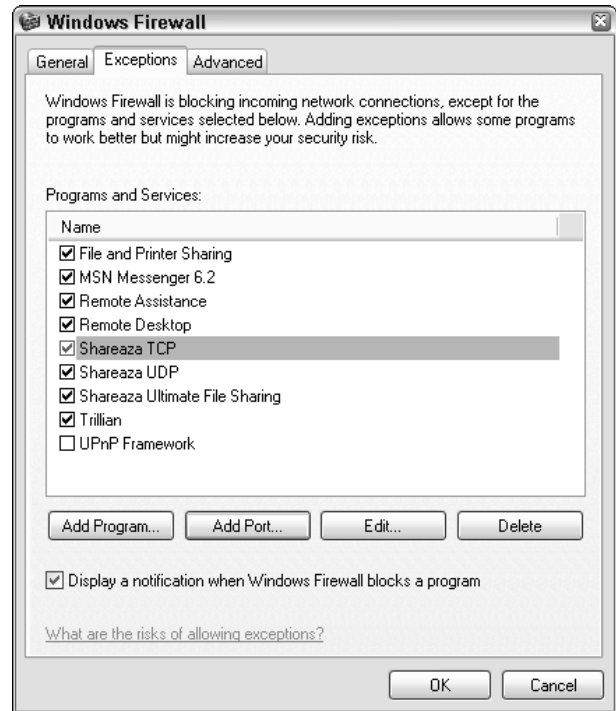 Windows Firewall
General Exceptions Advanced
Windows Firewall is blocking incoming network connections, except for the
programs and services selected below. Adding exceptions allows some programs
to work better but might increase your security risk.
Programs and Services:
Name
File and Printer Sharing
MSN Messenger 6.2
Remote Assistance
Remote Desktop
Shareaza TCP
Shareaza UDP
Shareaza Ultimate File Sharing
Trillian
UPnP Framework
Add Program... Add Port... Edit... Delete
Display a notification when Windows Firewall blocks a program
What are the risks of allowing exceptions?
OK Cancel